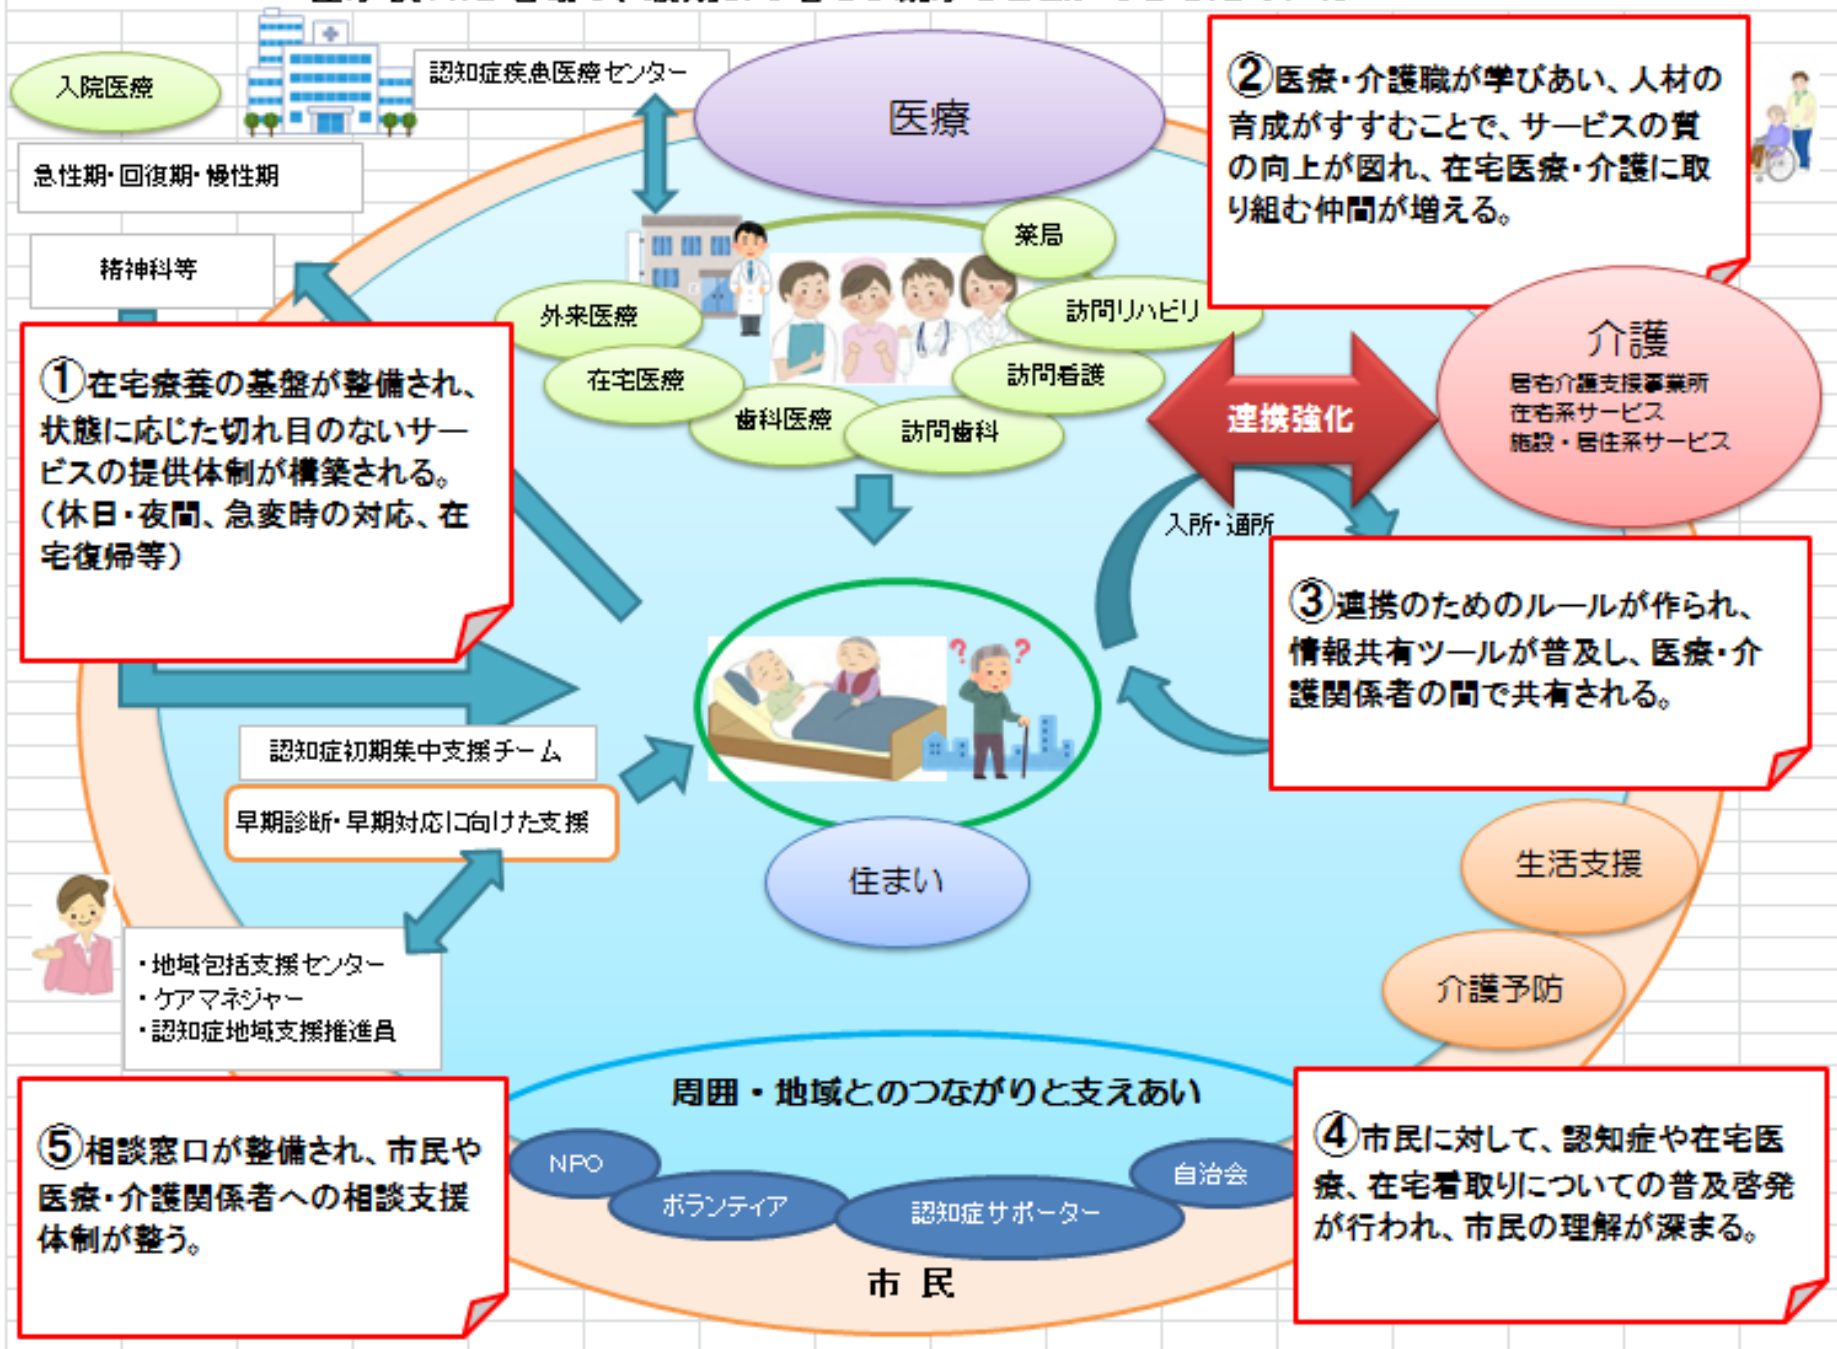 入院医療
認知症疾患医療センター
医療
②医療・介護職が学びあい、人材の
育成がすすむことで、サービスの質
の向上が図れ、在宅医療・介護に取
り組む仲間が増える。
急性期・回復期・慢性期
精神科等
薬局
訪問リハビリ
外来医療
在宅医療
訪問看護
歯科医療
訪問歯科
連携強化
介護
居宅介護支援事業所
在宅系サービス
施設・居住系サービス
①在宅療養の基盤が整備され、
状態に応じた切れ目のないサー
ビスの提供体制が構築される。
(休日・夜間、急変時の対応、在
宅復帰等)
入所・通所
③連携のためのルールが作られ、
情報共有ツールが普及し、医療・介
護関係者の間で共有される。
? ?
認知症初期集中支援チーム
早期診断・早期対応に向けた支援
住まい
生活支援
介護予防
・地域包括支援センター
・ケアマネジャー
・認知症地域支援推進員
周囲・地域とのつながりと支えあい
⑤相談窓口が整備され、市民や
医療・介護関係者への相談支援
体制が整う。
NPO
ボランティア
認知症サポーター
自治会
市 民
④市民に対して、認知症や在宅医
療、在宅看取りについての普及啓発
が行われ、市民の理解が深まる。